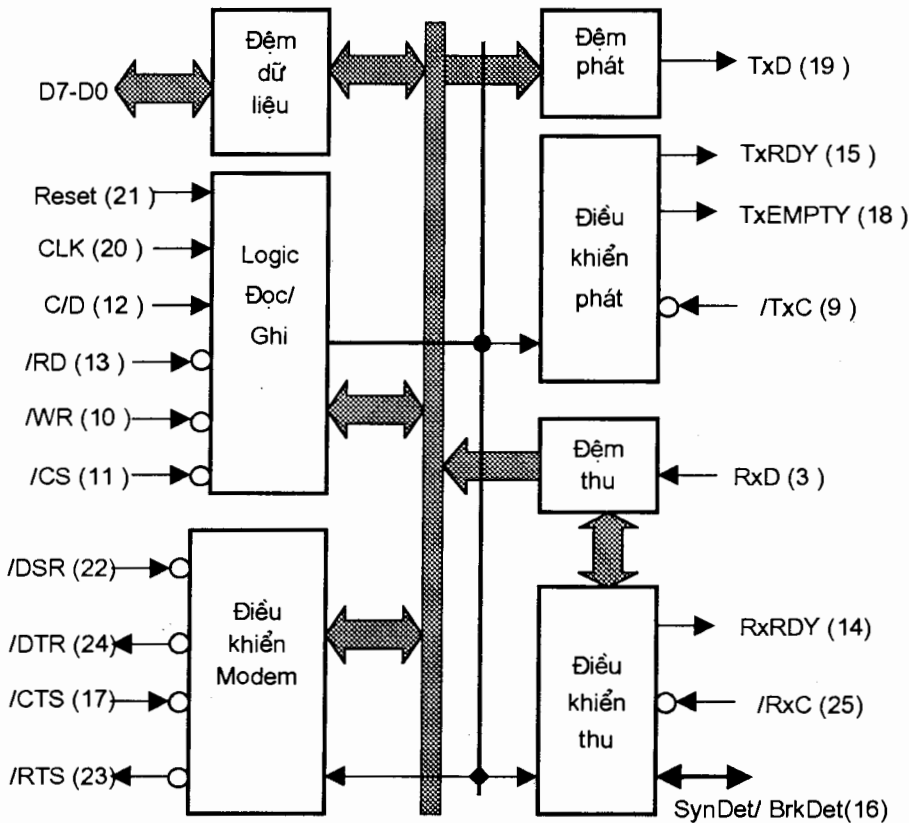 Đệm
dữ
liệu
D7-D0
Đệm
phát
TxD (19 )
Reset (21 )
CLK (20 )
C/D (12 )
/RD (13 )
/WR (10 )
/CS (11 )
Logic
Đọc/
Ghi
Điều
khiển
phát
TxRDY (15 )
TxEMPTY (18 )
/TxC (9 )
Đệm
thu
RxD (3 )
/DSR (22)
/DTR (24)
/CTS (17)
/RTS (23)
Điều
khiển
Modem
Điều
khiển
thu
RxRDY (14)
/RxC (25)
SynDet/ BrkDet(16)